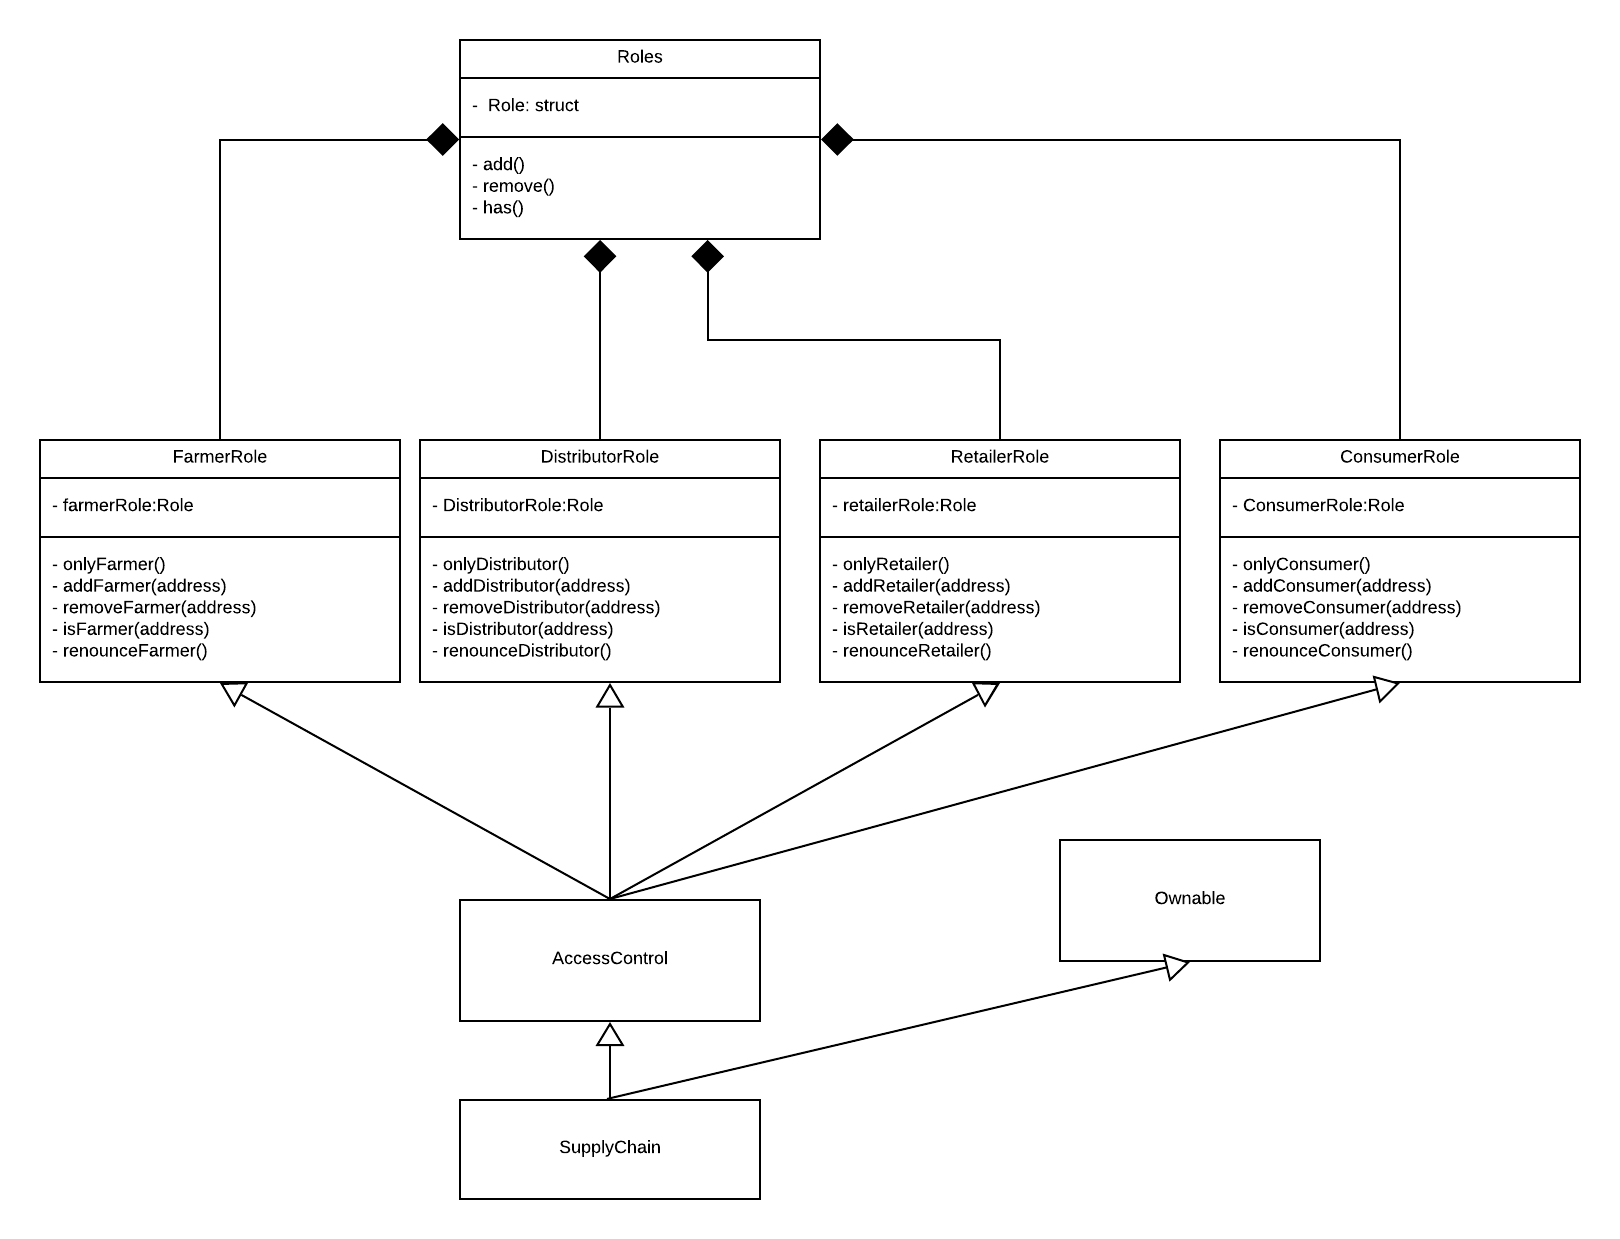 Roles
- Role: struct
- add()
- remove()
- has()
FarmerRole
- farmerRole:Role
- onlyFarmer()
- addFarmer(address)
- removeFarmer(address)
- isFarmer(address)
- renounceFarmer()
DistributorRole
- DistributorRole:Role
- onlyDistributor()
- addDistributor(address)
- removeDistributor(address)
- isDistributor(address)
- renounceDistributor()
RetailerRole
- retailerRole:Role
- onlyRetailer()
- addRetailer(address)
- removeRetailer(address)
- isRetailer(address)
- renounceRetailer()
ConsumerRole
- ConsumerRole:Role
- onlyConsumer()
- addConsumer(address)
- removeConsumer(address)
- isConsumer(address)
- renounceConsumer()
Ownable
AccessControl
SupplyChain